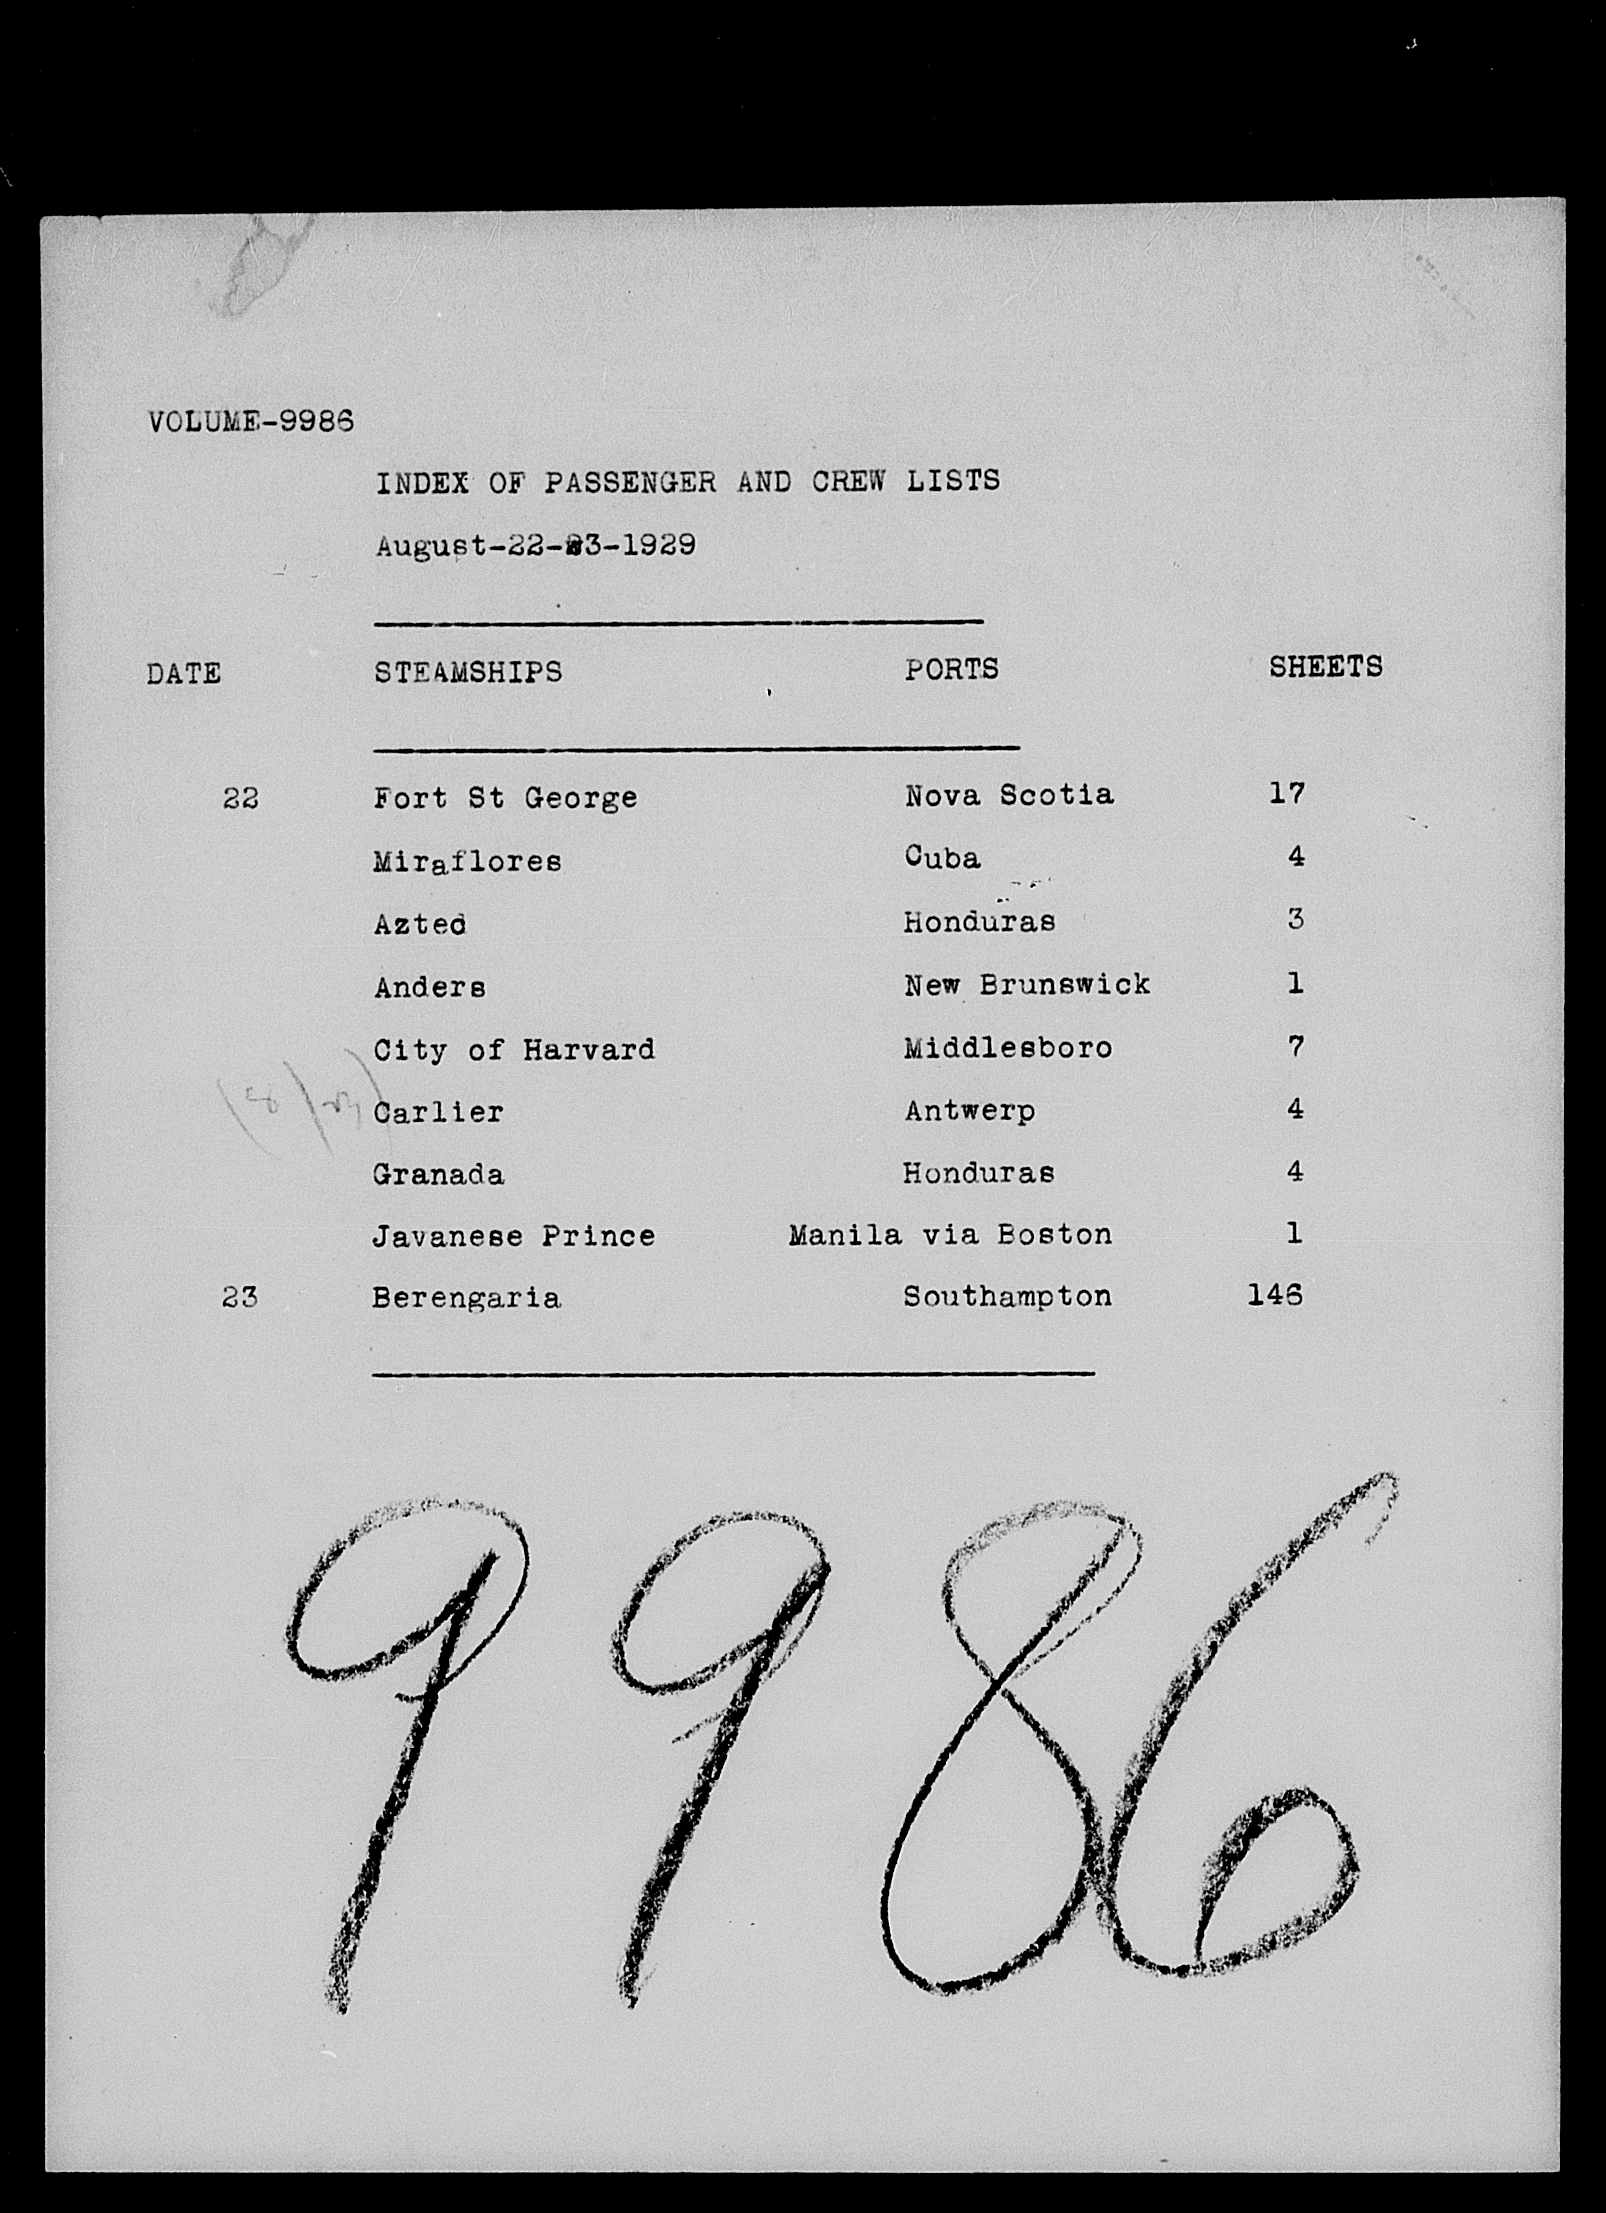 VOLUME-9986
INDEX OF PASSENGER AND CREW LISTS
August-22-23-1929
DATE STEAMSHIPS PORTS SHEETS
22 Fort St George Nova Scotia 17
Miraflores Cuba 4
Azted Honduras 3
Anders New Brunswick 1
City of Harvard Middlesboro 7
(8/23) Carlier Antwerp 4
Granada Honduras 4
Javanese Prince Manila via Boston 1
23 Berengaria Southampton 146
9986